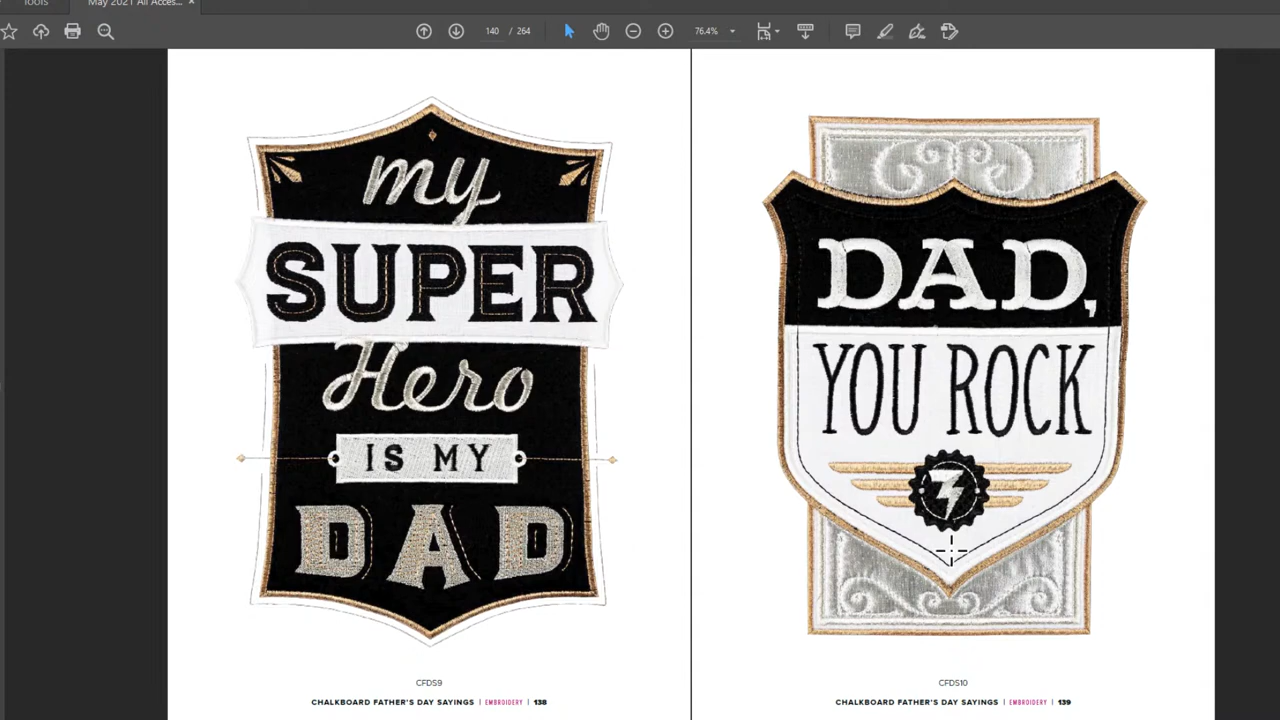 Tools
May 2021 All Acces... ×
140 / 264
76.4%
my
SUPER
Hero
IS MY
DAD
CFDS9
CHALKBOARD FATHER'S DAY SAYINGS | EMBROIDERY | 138
DAD,
YOU ROCK
CFDS10
CHALKBOARD FATHER'S DAY SAYINGS | EMBROIDERY | 139